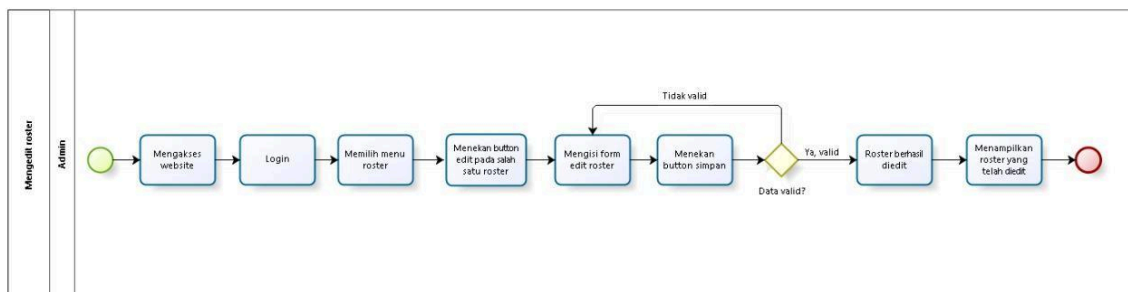 Mengedit roster
Admin
Mengakses
website
Login
Memilih menu
roster
Menekan button
edit pada salah
satu roster
Mengisi form
edit roster
Menekan
button simpan
Tidak valid
Data valid?
Ya, valid
Roster berhasil
diedit
Menampilkan
roster yang
telah diedit